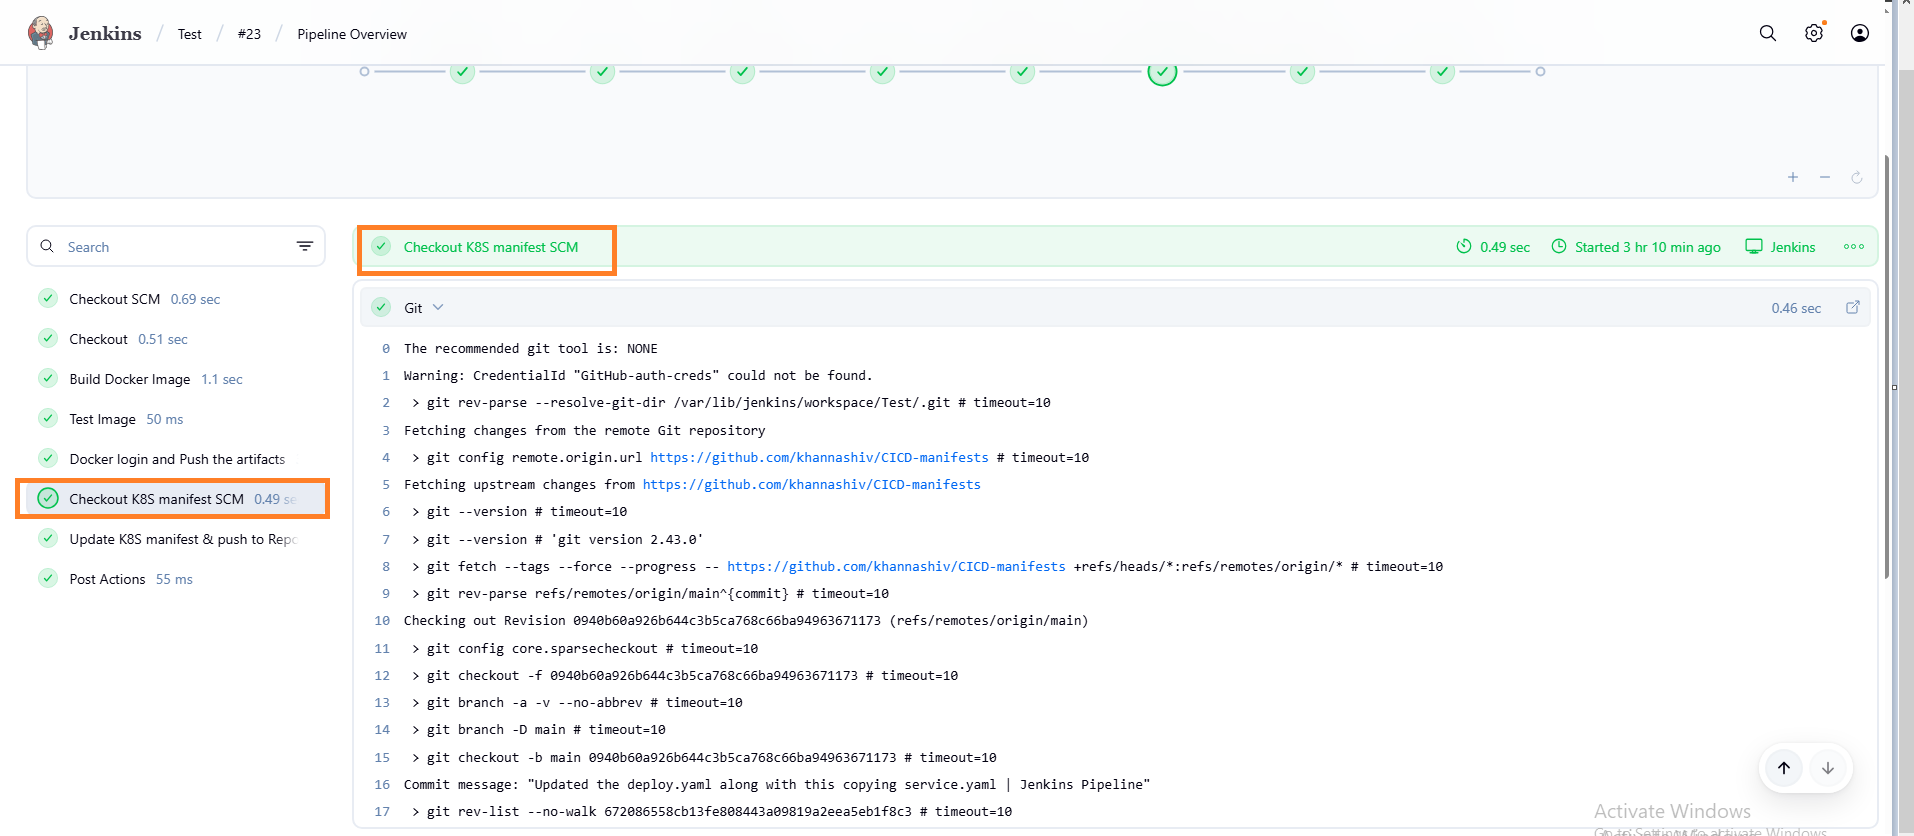 Jenkins / Test / #23 / Pipeline Overview
Search
Checkout SCM 0.69 sec
Checkout 0.51 sec
Build Docker Image 1.1 sec
Test Image 50 ms
Docker login and Push the artifacts
Checkout K8S manifest SCM 0.49 se
Update K8S manifest & push to Repo
Post Actions 55 ms
Checkout K8S manifest SCM 0.49 sec Started 3 hr 10 min ago Jenkins
Git 0.46 sec
0 The recommended git tool is: NONE
1 Warning: CredentialId "GitHub-auth-creds" could not be found.
2 > git rev-parse --resolve-git-dir /var/lib/jenkins/workspace/Test/.git # timeout=10
3 Fetching changes from the remote Git repository
4 > git config remote.origin.url https://github.com/khannashiv/CICD-manifests # timeout=10
5 Fetching upstream changes from https://github.com/khannashiv/CICD-manifests
6 > git --version # timeout=10
7 > git --version # 'git version 2.43.0'
8 > git fetch --tags --force --progress -- https://github.com/khannashiv/CICD-manifests +refs/heads/*:refs/remotes/origin/* # timeout=10
9 > git rev-parse refs/remotes/origin/main^{commit} # timeout=10
10 Checking out Revision 0940b60a926b644c3b5ca768c66ba94963671173 (refs/remotes/origin/main)
11 > git config core.sparsecheckout # timeout=10
12 > git checkout -f 0940b60a926b644c3b5ca768c66ba94963671173 # timeout=10
13 > git branch -a -v --no-abbrev # timeout=10
14 > git branch -D main # timeout=10
15 > git checkout -b main 0940b60a926b644c3b5ca768c66ba94963671173 # timeout=10
16 Commit message: "Updated the deploy.yaml along with this copying service.yaml | Jenkins Pipeline"
17 > git rev-list --no-walk 672086558cb13fe808443a09819a2eea5eb1f8c3 # timeout=10
Activate Windows
Go to Settings to activate Windows.